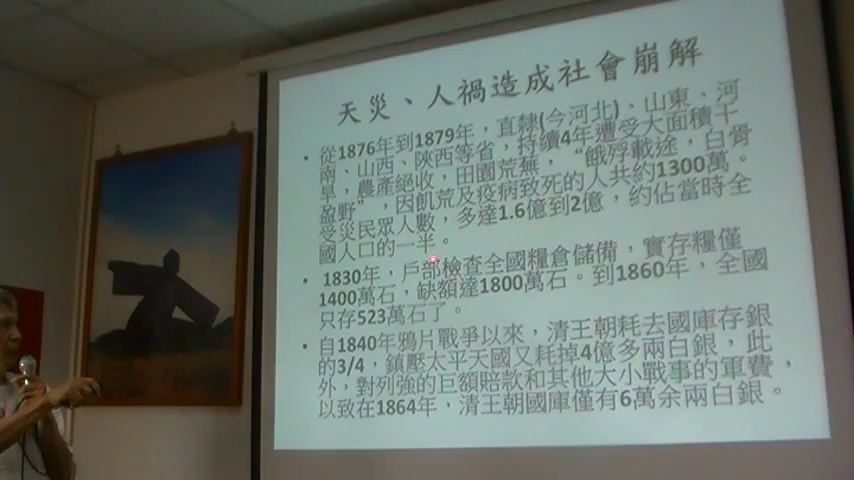 天災、人禍造成社會崩解
• 從1876年到1879年，直隸(今河北)、山東、河
南、山西、陝西等省，持續4年遭受大面積干
旱，農產絕收，田園荒蕪，“餓殍載途，白骨
盈野”，因飢荒及疫病致死的人共約1300萬。
受災民眾人數，多達1.6億到2億，約佔當時全
國人口的一半。
• 1830年，戶部檢查全國糧倉儲備，實存糧僅
1400萬石，缺額達1800萬石。到1860年，全國
只存523萬石了。
• 自1840年鴉片戰爭以來，清王朝耗去國庫存銀
的3/4，鎮壓太平天國又耗掉4億多兩白銀，此
外，對列強的巨額賠款和其他大小戰事的軍費，
以致在1864年，清王朝國庫僅有6萬余兩白銀。